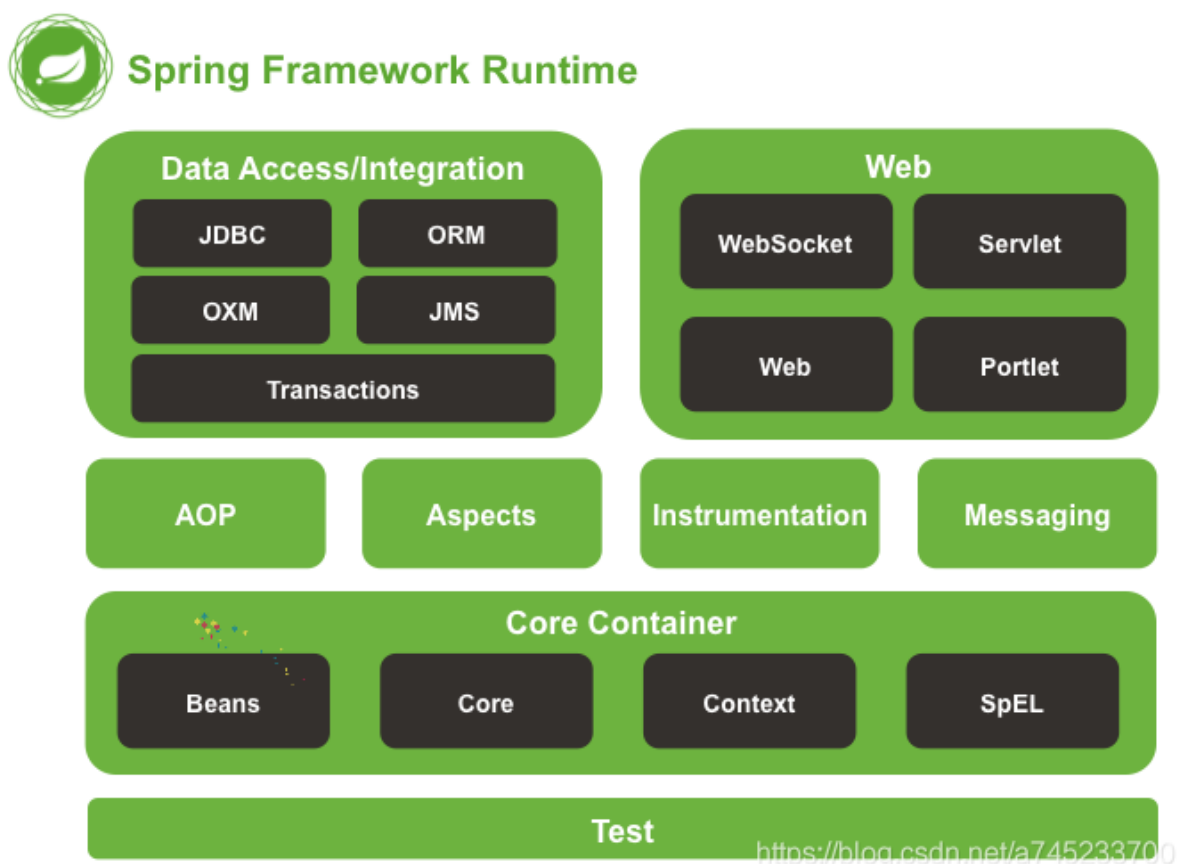 Spring Framework Runtime
Data Access/Integration
JDBC ORM
OXM JMS
Transactions
Web
WebSocket Servlet
Web Portlet
AOP Aspects Instrumentation Messaging
Core Container
Beans Core Context SpEL
Test
https://blog.csdn.net/a745233700